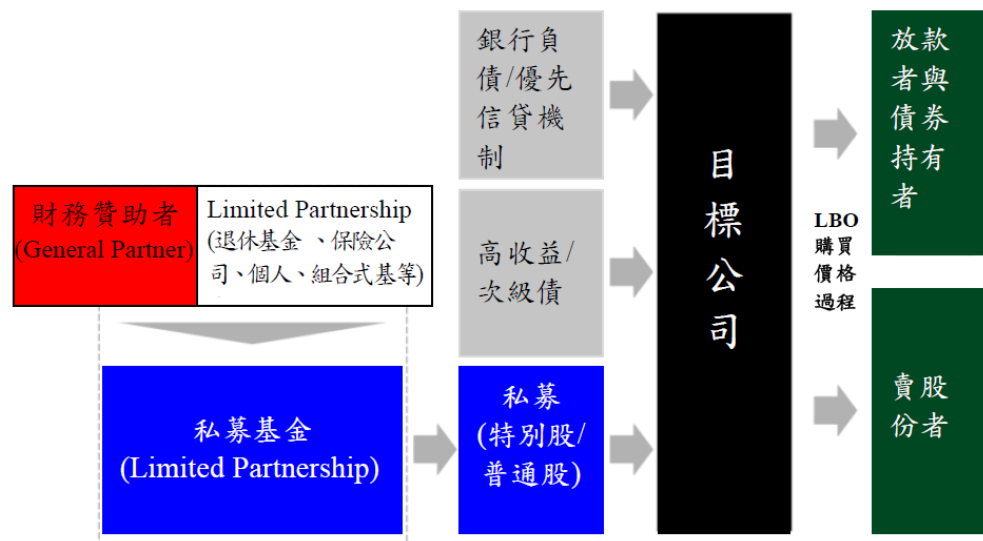 銀行負
債/優先
信貸機
制
放款
者與
債券
持有
者
目
標
公
司
財務贊助者
(General Partner)
Limited Partnership
(退休基金 、保險公
司、個人、組合式基等)
高收益/
次級債
LBO
購買
價格
過程
私募基金
(Limited Partnership)
私募
(特別股/
普通股)
賣股
份者